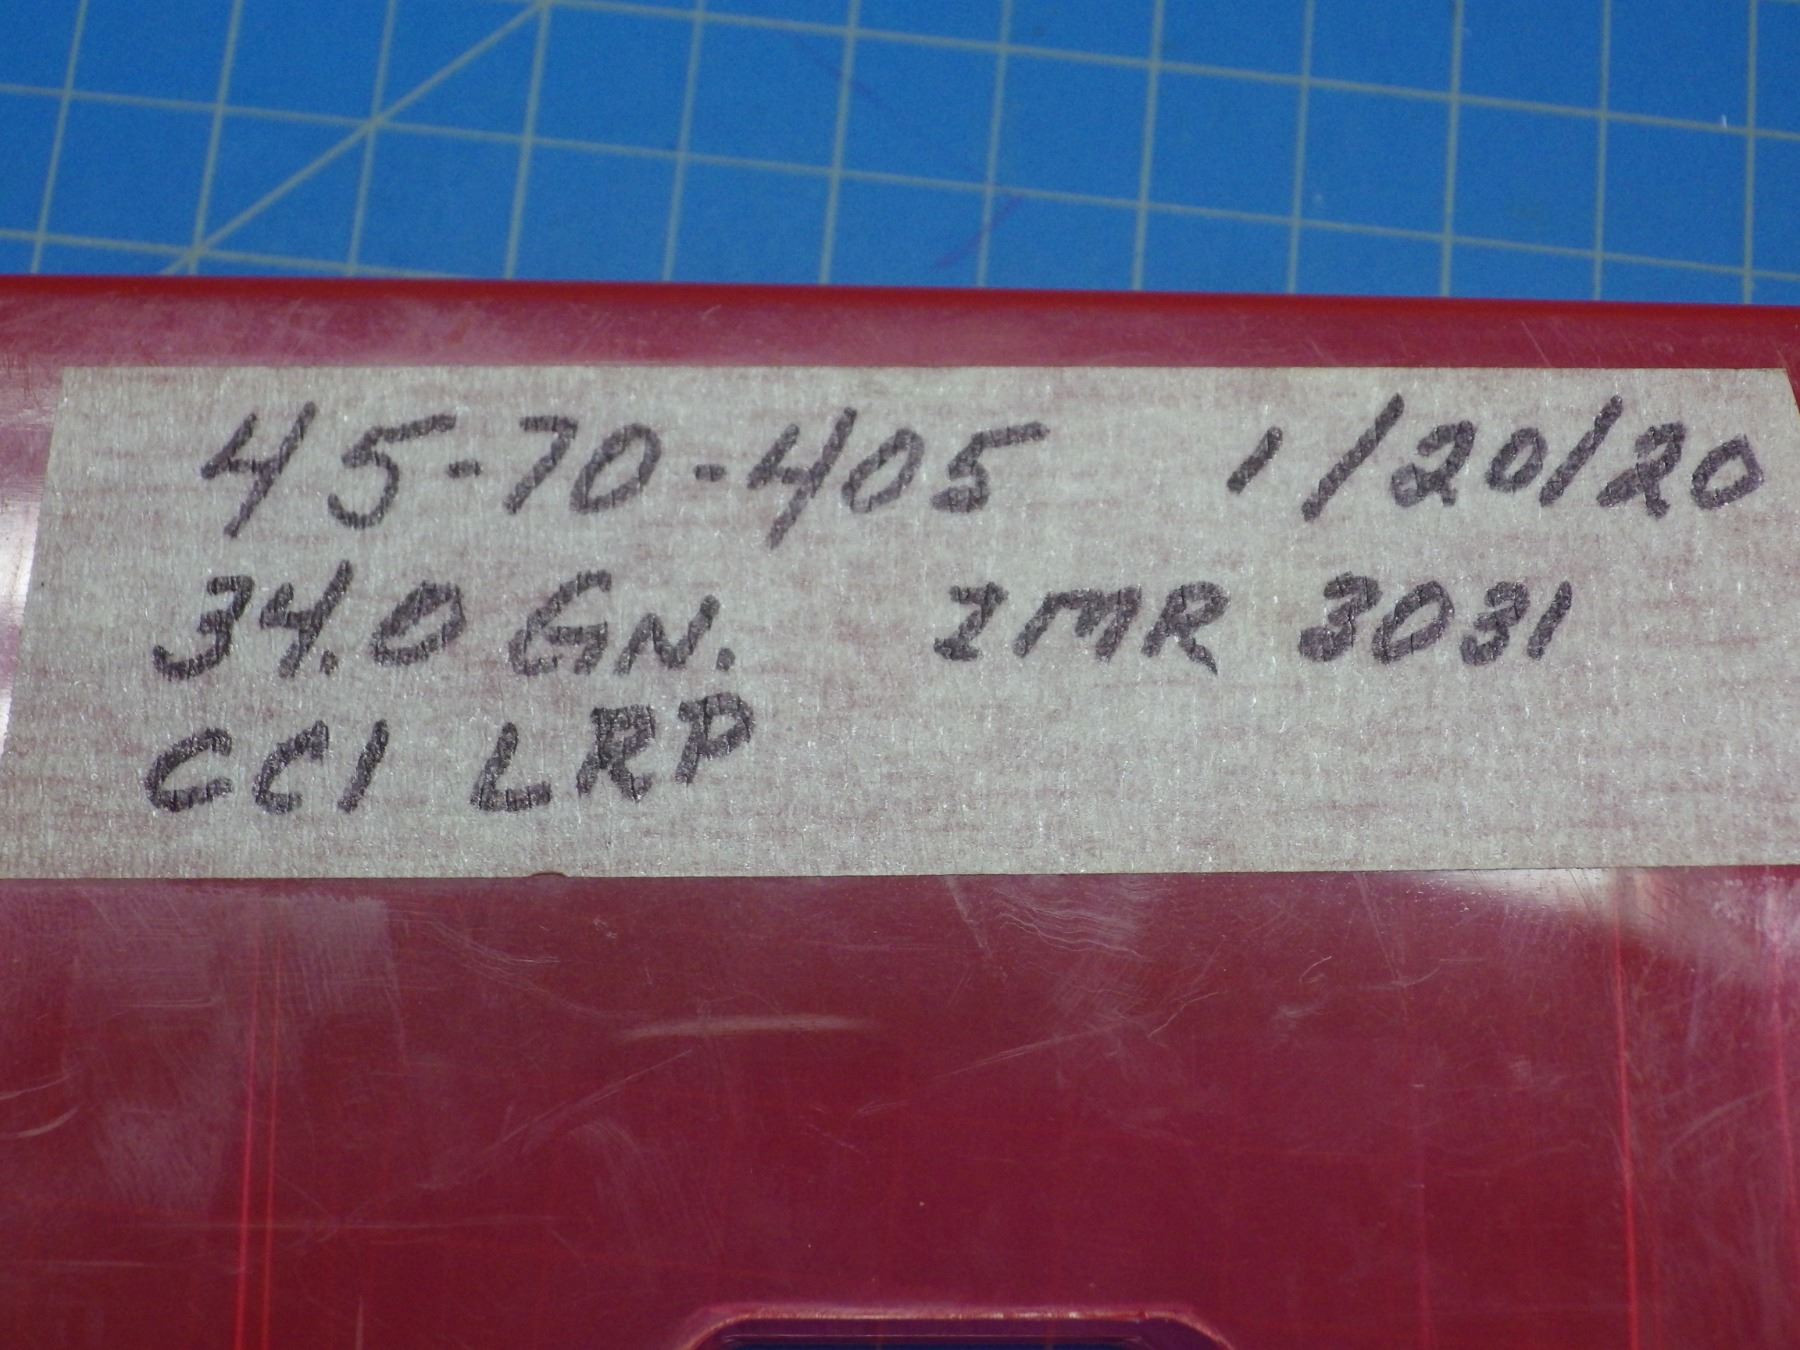 45-70-405 1/20/20
34.0 GN. IMR 3031
CCI LRP